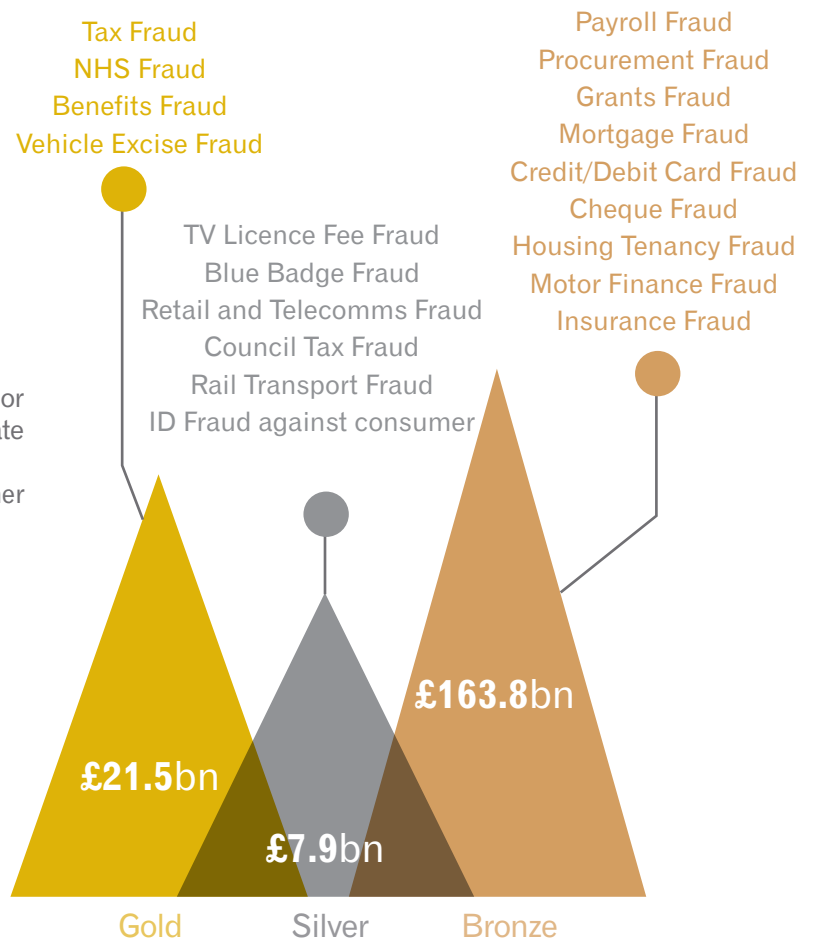 Tax Fraud
NHS Fraud
Benefits Fraud
Vehicle Excise Fraud
Payroll Fraud
Procurement Fraud
Grants Fraud
Mortgage Fraud
Credit/Debit Card Fraud
Cheque Fraud
Housing Tenancy Fraud
Motor Finance Fraud
Insurance Fraud
TV Licence Fee Fraud
Blue Badge Fraud
Retail and Telecomms Fraud
Council Tax Fraud
Rail Transport Fraud
ID Fraud against consumer
£21.5bn
£7.9bn
£163.8bn
Gold
Silver
Bronze